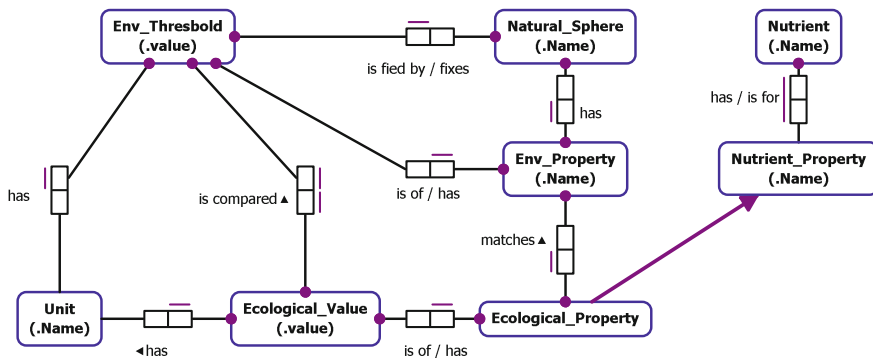 Env_Threshold
(.value)
Natural_Sphere
(.Name)
Nutrient
(.Name)
is fied by / fixes
has
has / is for
Env_Property
(.Name)
Nutrient_Property
(.Name)
has
is compared ▲
is of / has
matches ▲
Unit
(.Name)
Ecological_Value
(.value)
Ecological_Property
◄has
is of / has